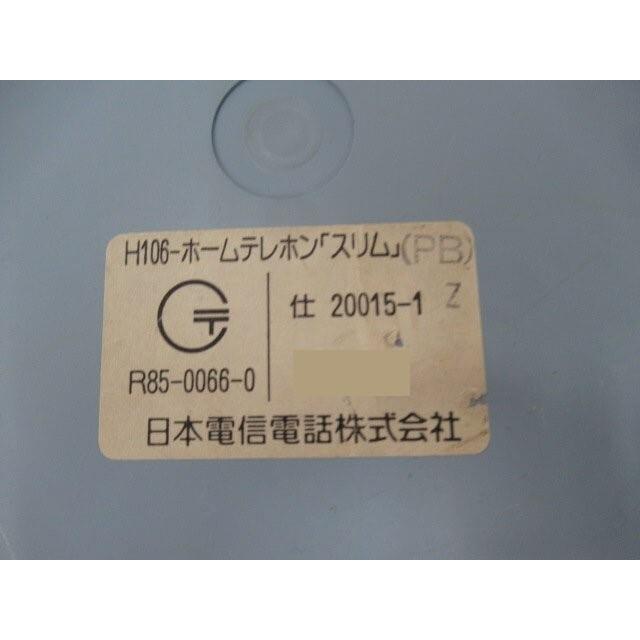 H106-ホームテレホン「スリム」(PB)
仕 20015-1 Z
R85-0066-0
日本電信電話株式会社